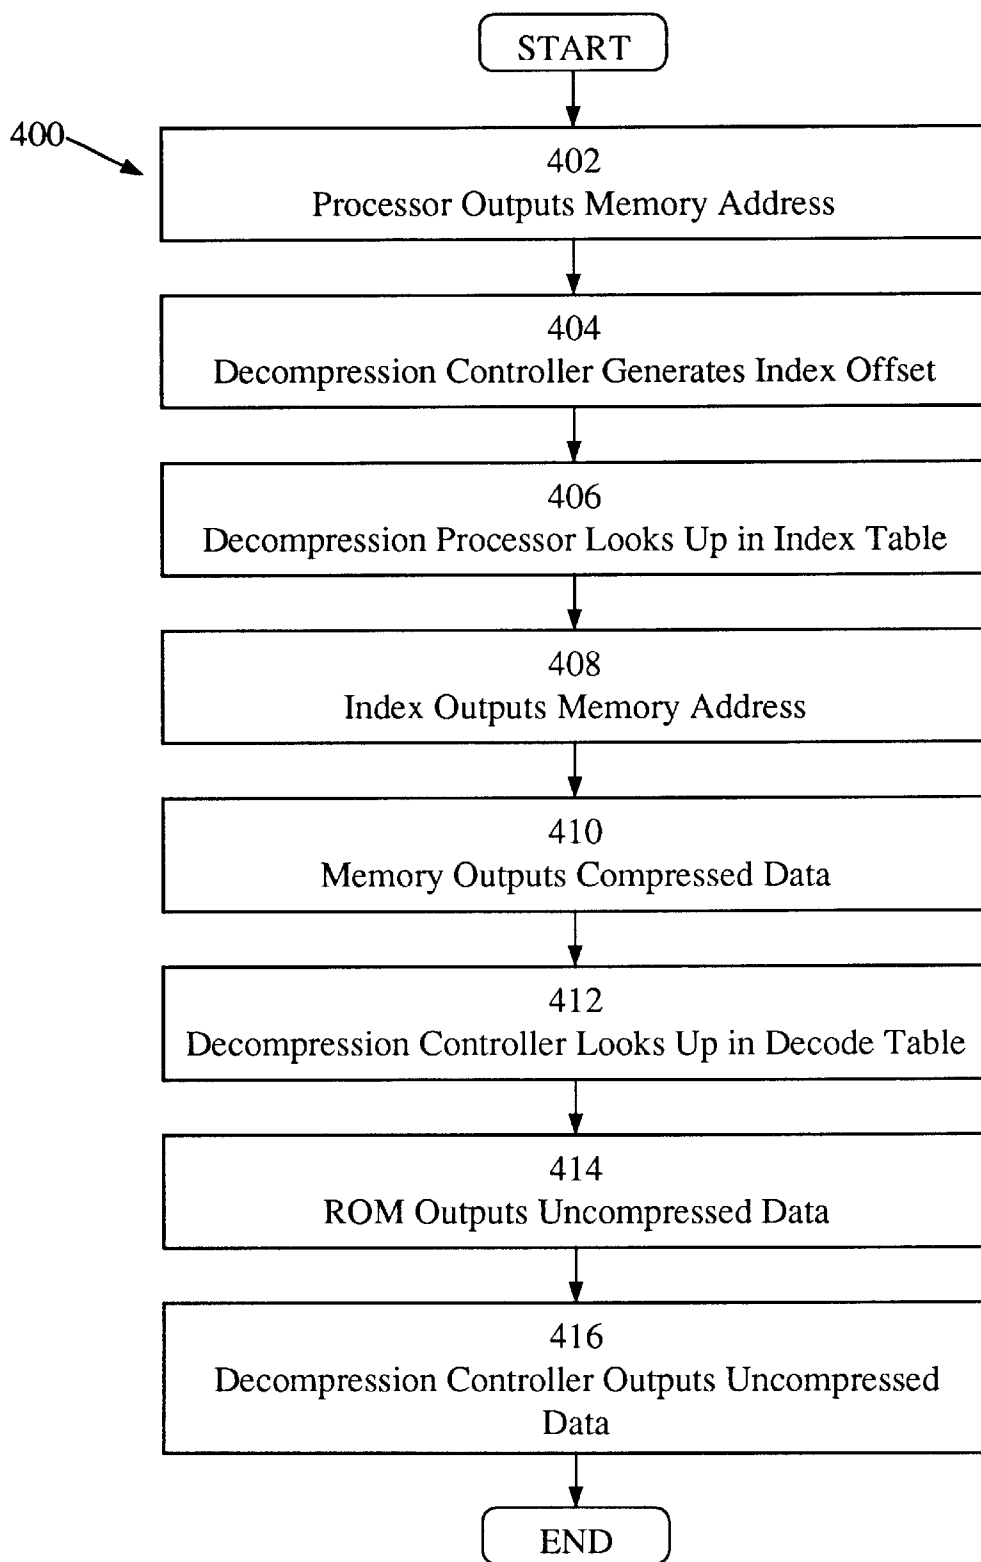 START
400
402
Processor Outputs Memory Address
404
Decompression Controller Generates Index Offset
406
Decompression Processor Looks Up in Index Table
408
Index Outputs Memory Address
410
Memory Outputs Compressed Data
412
Decompression Controller Looks Up in Decode Table
414
ROM Outputs Uncompressed Data
416
Decompression Controller Outputs Uncompressed
Data
END